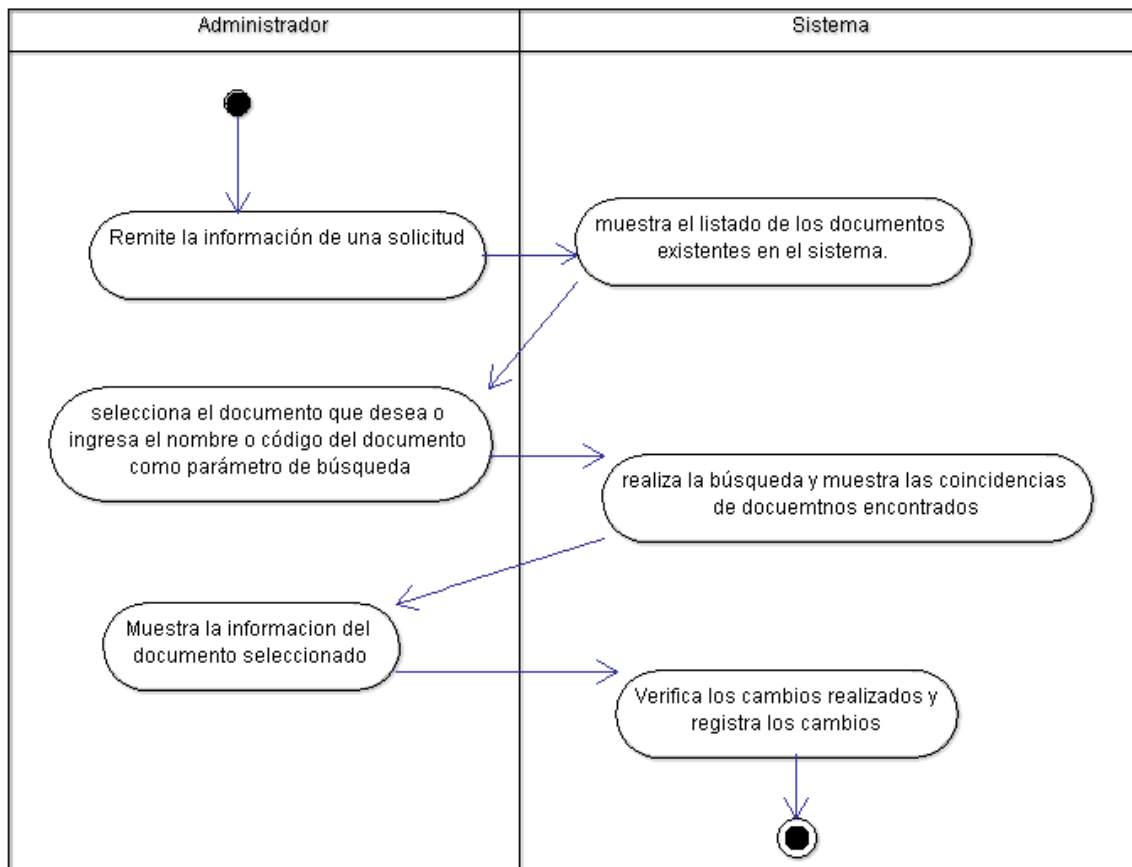 Administrador
Sistema
Remite la información de una solicitud
muestra el listado de los documentos
existentes en el sistema.
selecciona el documento que desea o
ingresa el nombre o código del documento
como parámetro de búsqueda
realiza la búsqueda y muestra las coincidencias
de docuemtnos encontrados
Muestra la informacion del
documento seleccionado
Verifica los cambios realizados y
registra los cambios